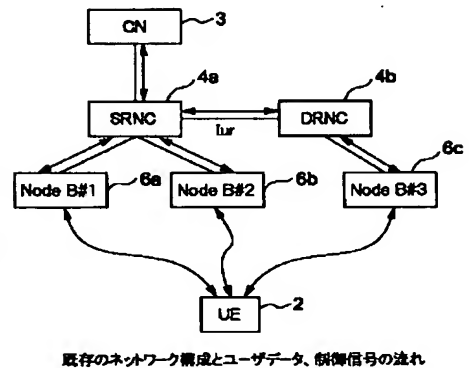 CN 3
4a 4b
SRNC Iur DRNC
6a 6b 6c
Node B#1 Node B#2 Node B#3
UE 2
既存のネットワーク構成とユーザデータ、制御信号の流れ